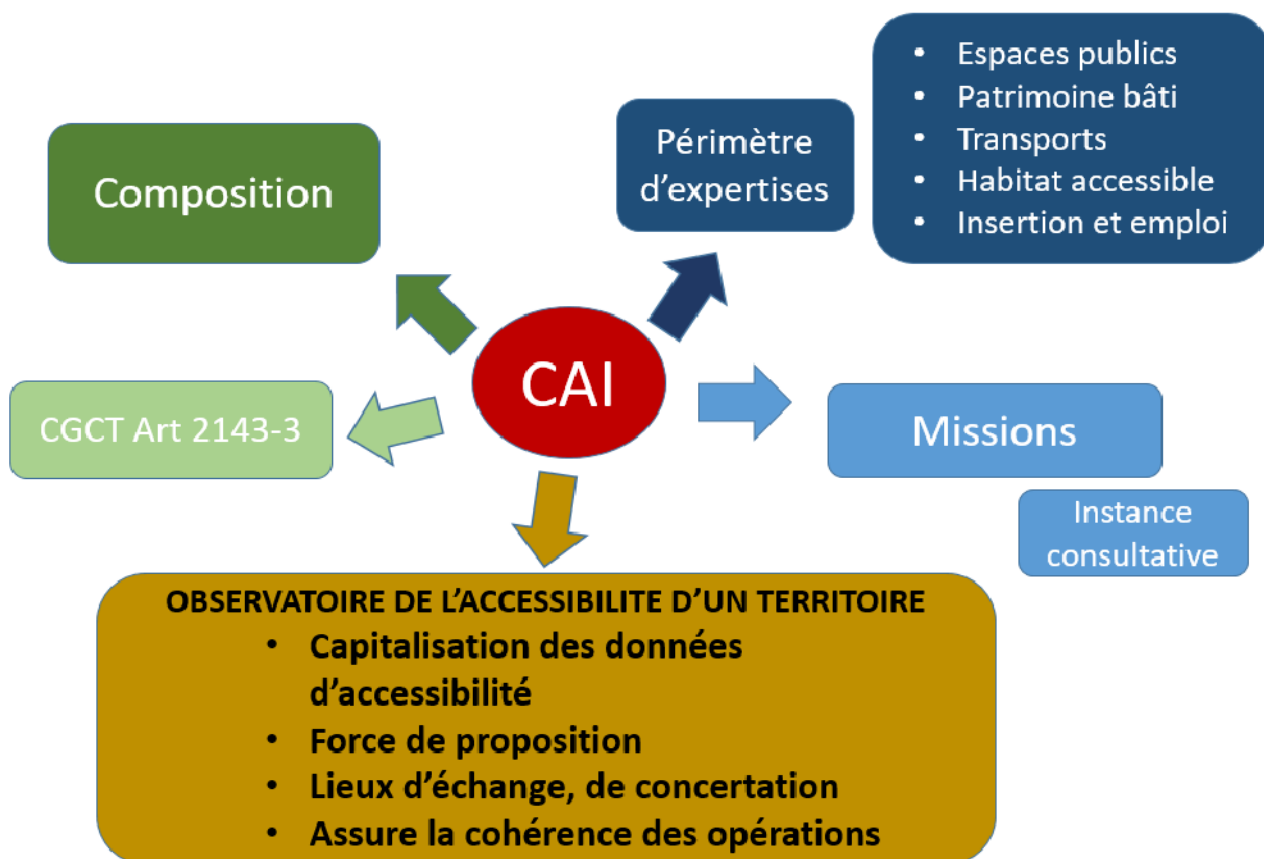 Composition
Périmètre
d’expertises
• Espaces publics
• Patrimoine bâti
• Transports
• Habitat accessible
• Insertion et emploi
CAI
CGCT Art 2143-3
Missions
Instance
consultative
OBSERVATOIRE DE L’ACCESSIBILITE D’UN TERRITOIRE
• Capitalisation des données
d’accessibilité
• Force de proposition
• Lieux d’échange, de concertation
• Assure la cohérence des opérations